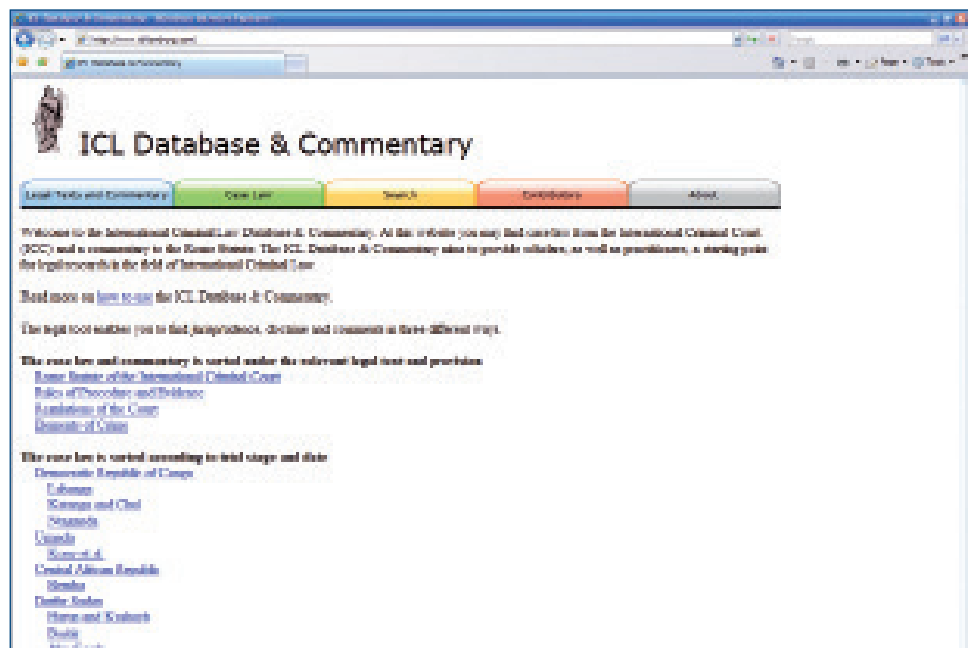 ICL Database & Commentary
Legal Texts and Commentary
Case Law
Search
Contributors
About
Welcome to the International Criminal Law Database & Commentary. At this website you may find case law from the International Criminal Court
(ICC) and a commentary to the Rome Statute. The ICL Database & Commentary aims to provide scholars, as well as practitioners, a starting point
for legal research in the field of International Criminal Law.
Read more on how to use the ICL Database & Commentary.
The legal tool enables you to find jurisprudence, doctrine and comments in three different ways.
The case law and commentary is sorted under the relevant legal text and provision
Rome Statute of the International Criminal Court
Rules of Procedure and Evidence
Regulations of the Court
Elements of Crime
The case law is sorted according to trial stage and date
Democratic Republic of Congo
Lubanga
Katanga and Chui
Ntaganda
Uganda
Kony et al.
Central African Republic
Bemba
Darfur Sudan
Harun and Kushayb
Bashir